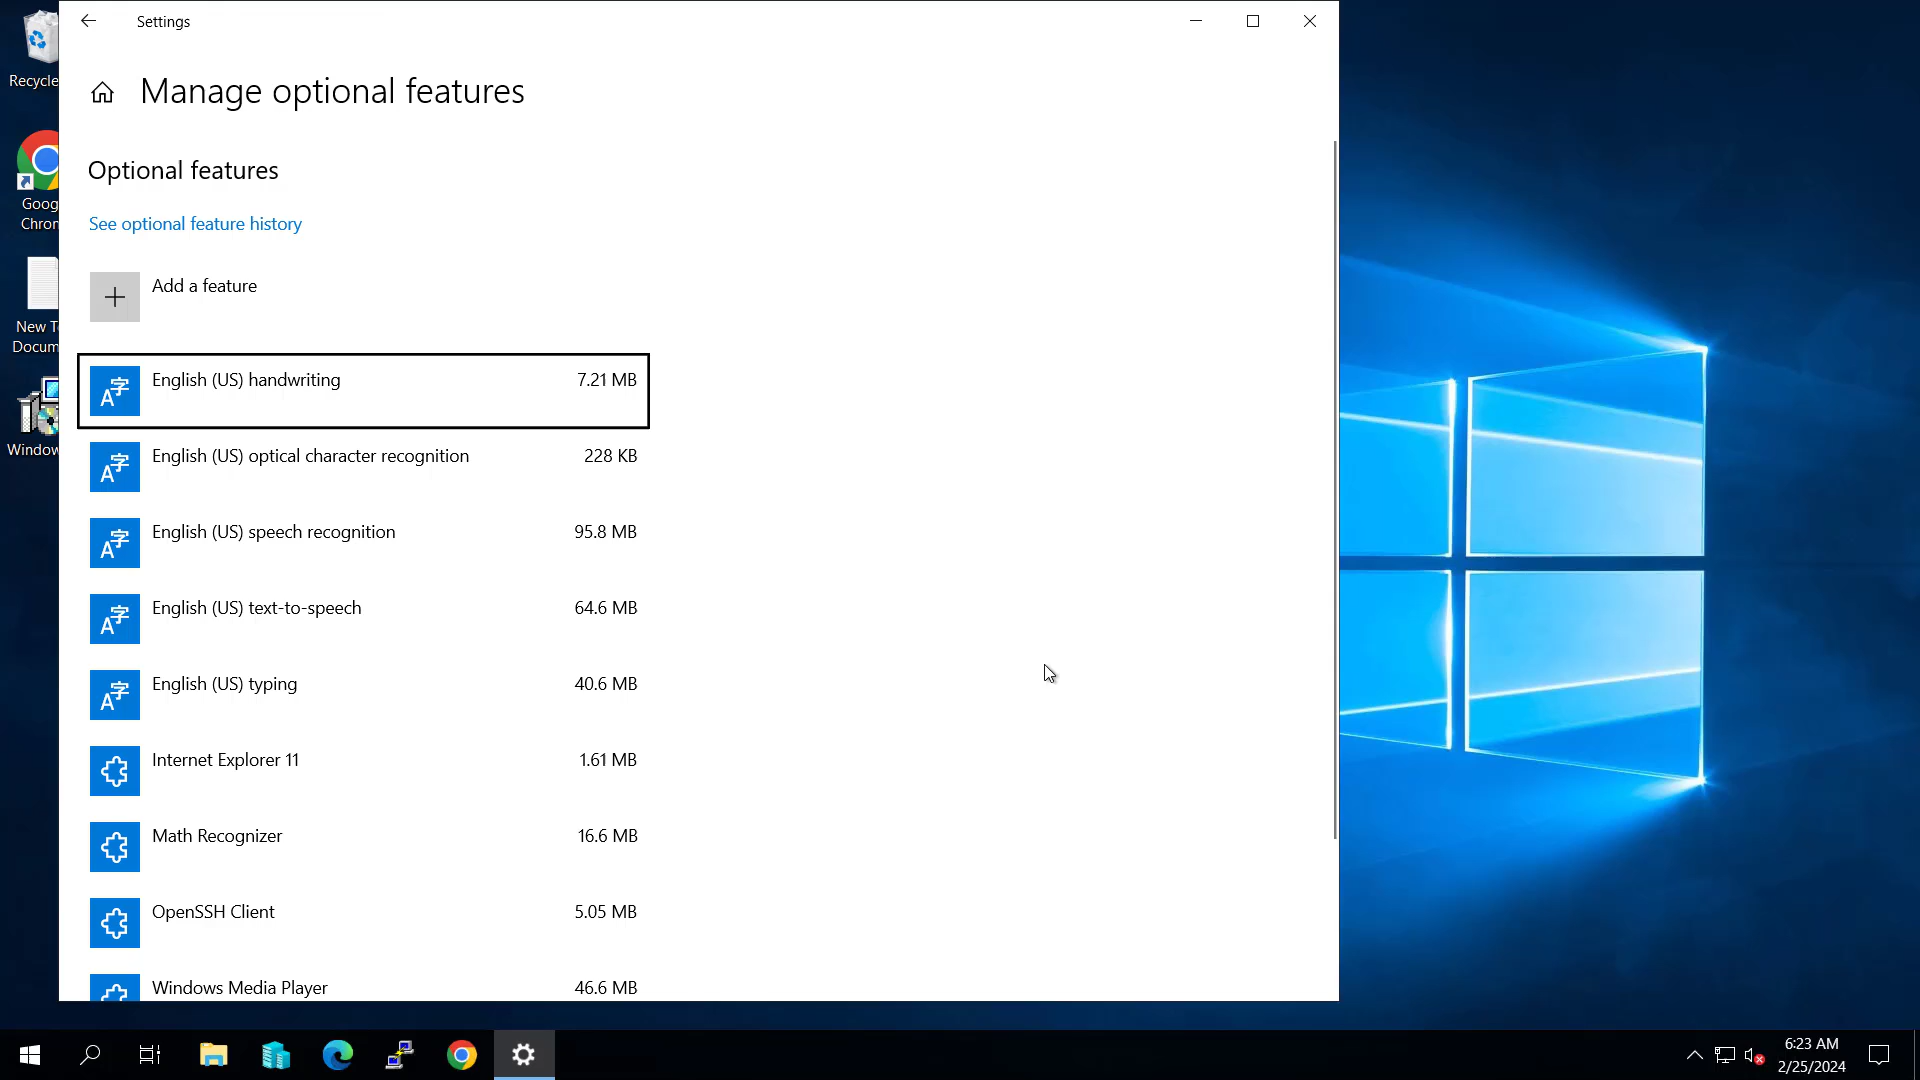 Settings
Manage optional features
Optional features
See optional feature history
Add a feature
English (US) handwriting 7.21 MB
English (US) optical character recognition 228 KB
English (US) speech recognition 95.8 MB
English (US) text-to-speech 64.6 MB
English (US) typing 40.6 MB
Internet Explorer 11 1.61 MB
Math Recognizer 16.6 MB
OpenSSH Client 5.05 MB
Windows Media Player 46.6 MB
Recycle
Goog
Chron
New T
Docum
Window
6:23 AM
2/25/2024